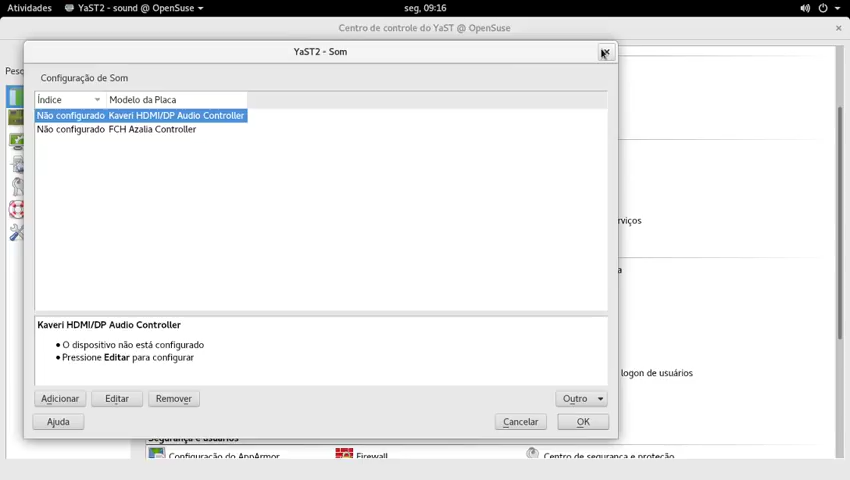 Atividades YaST2 - sound @ OpenSuse seg, 09:16
Centro de controle do YaST @ OpenSuse
YaST2 - Som
Configuração de Som
Índice Modelo da Placa
Não configurado Kaveri HDMI/DP Audio Controller
Não configurado FCH Azalia Controller
logon de usuários
Kaveri HDMI/DP Audio Controller
O dispositivo não está configurado
Pressione Editar para configurar
Adicionar Editar Remover Outro
Ajuda Cancelar OK
Segurança e usuários
Configuração do AppArmor Firewall Centro de segurança e proteção